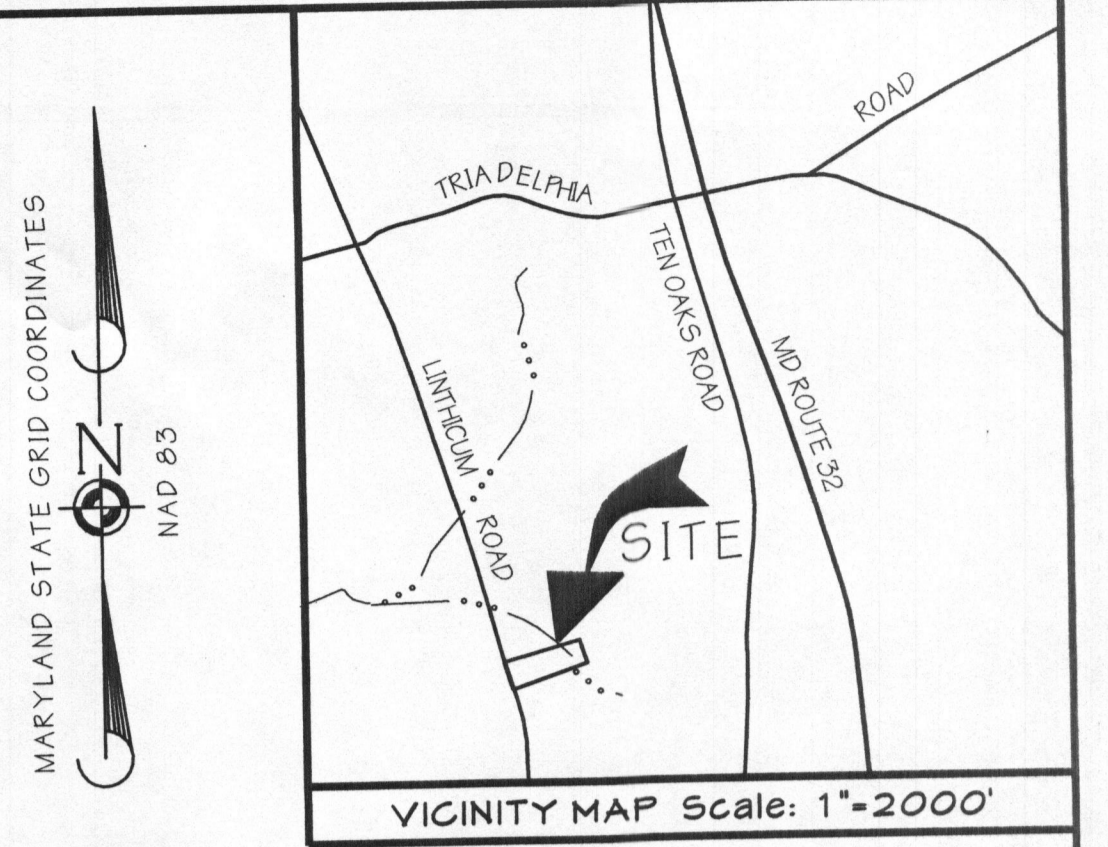 MARYLAND STATE GRID COORDINATES
N
NAD 83
TRIADELPHIA
ROAD
TEN OAKS ROAD
MD ROUTE 32
LINTHICUM ROAD
SITE
VICINITY MAP Scale: 1"=2000'